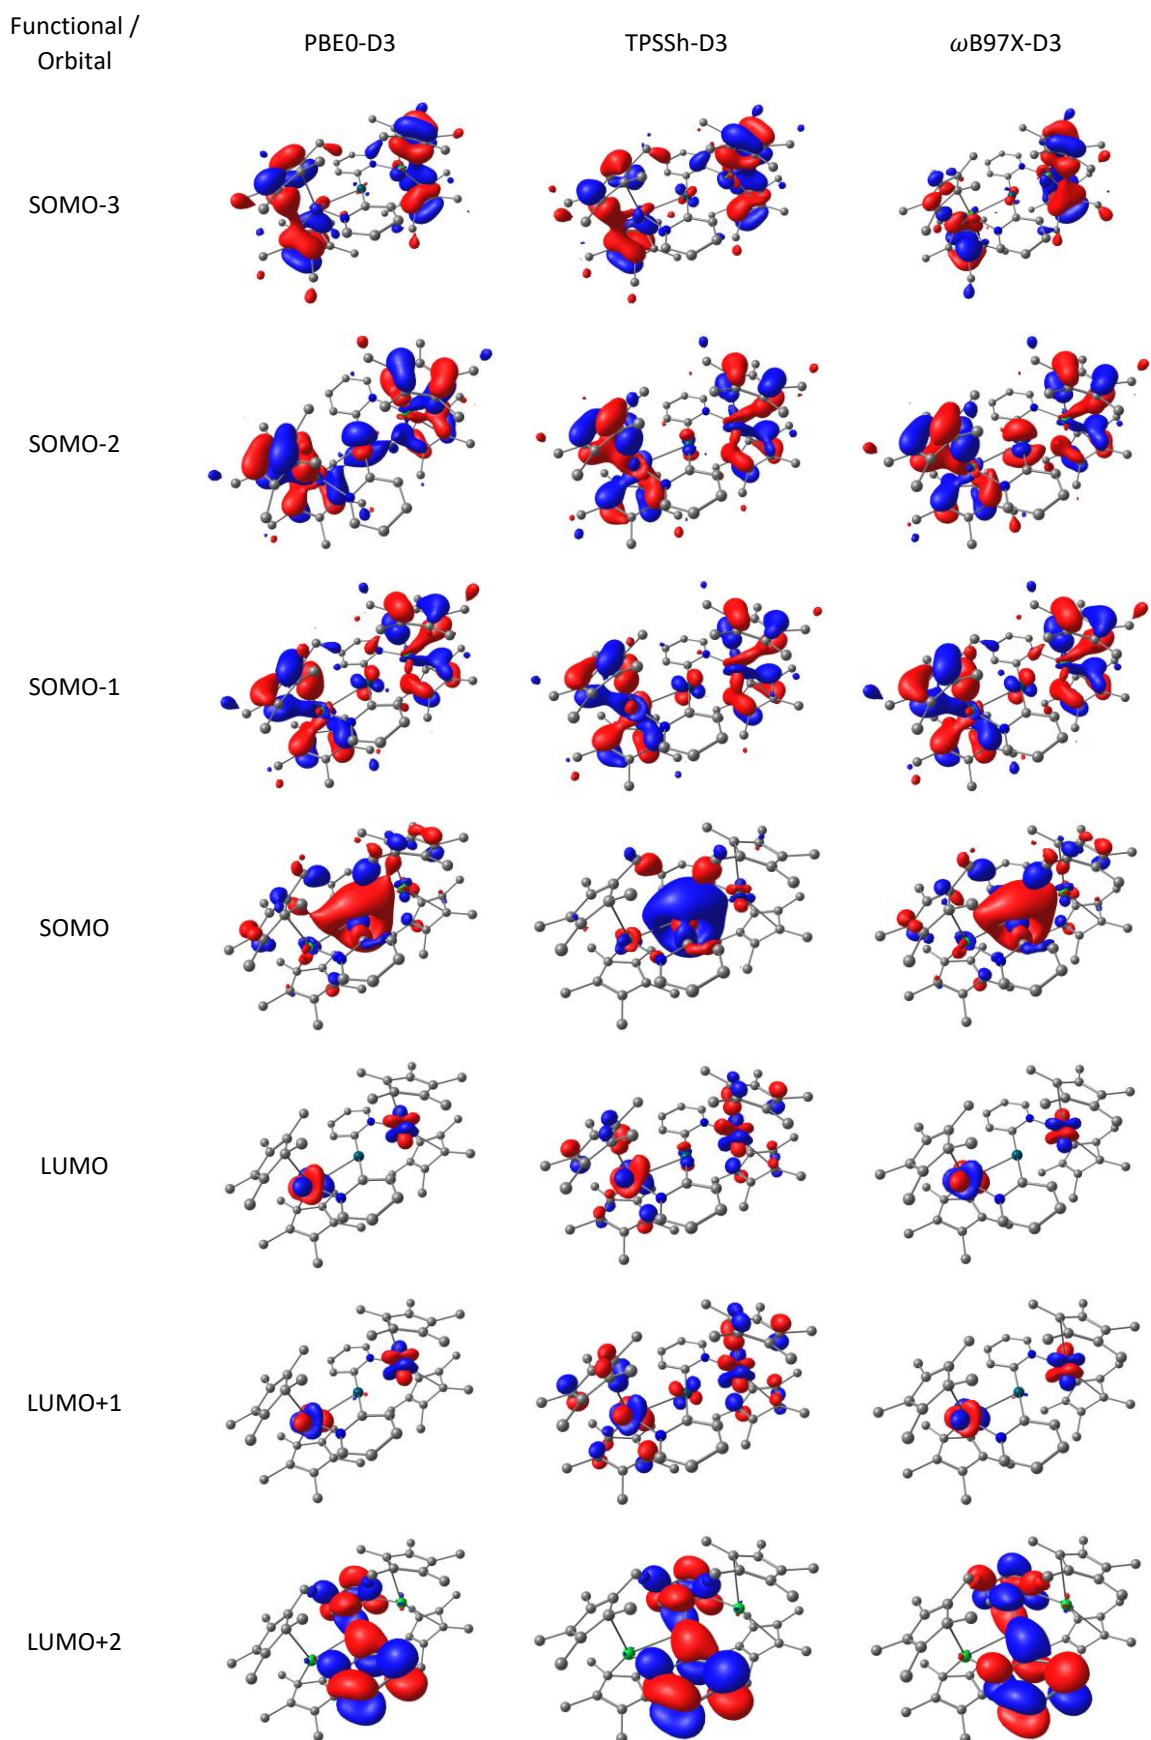 Functional /
Orbital
PBE0-D3
TPSSh-D3
ωB97X-D3
SOMO-3
SOMO-2
SOMO-1
SOMO
LUMO
LUMO+1
LUMO+2